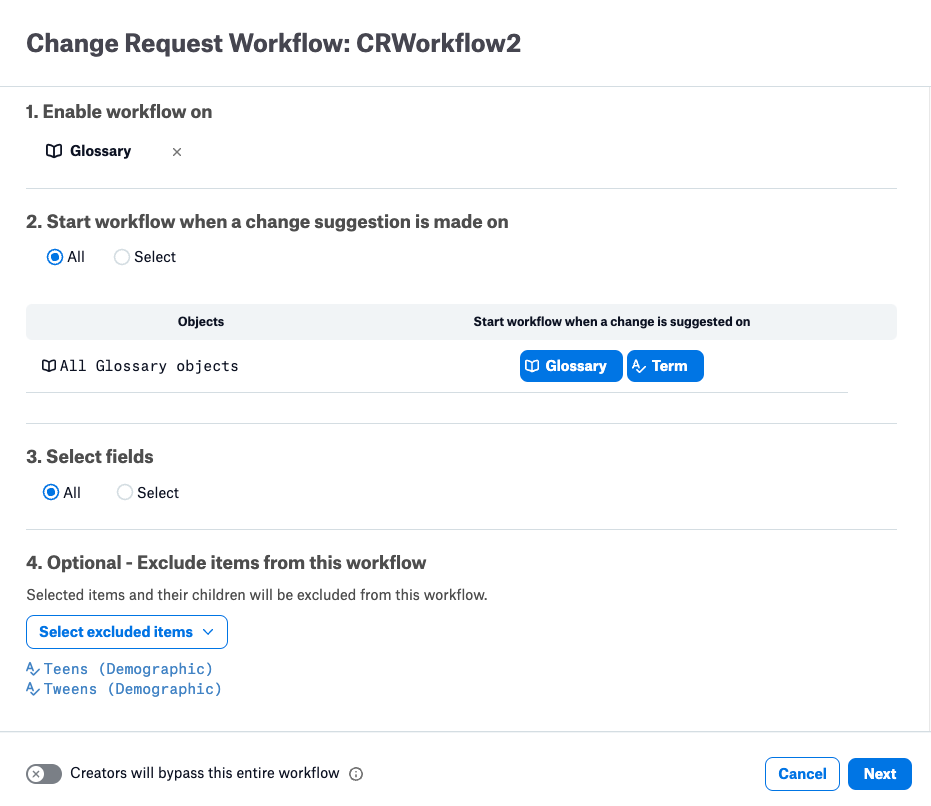 Change Request Workflow: CRWorkflow2
1. Enable workflow on
Glossary
2. Start workflow when a change suggestion is made on
All Select
Objects Start workflow when a change is suggested on
All Glossary objects Glossary Term
3. Select fields
All Select
4. Optional - Exclude items from this workflow
Selected items and their children will be excluded from this workflow.
Select excluded items
Teens (Demographic)
Tweens (Demographic)
Creators will bypass this entire workflow Cancel Next